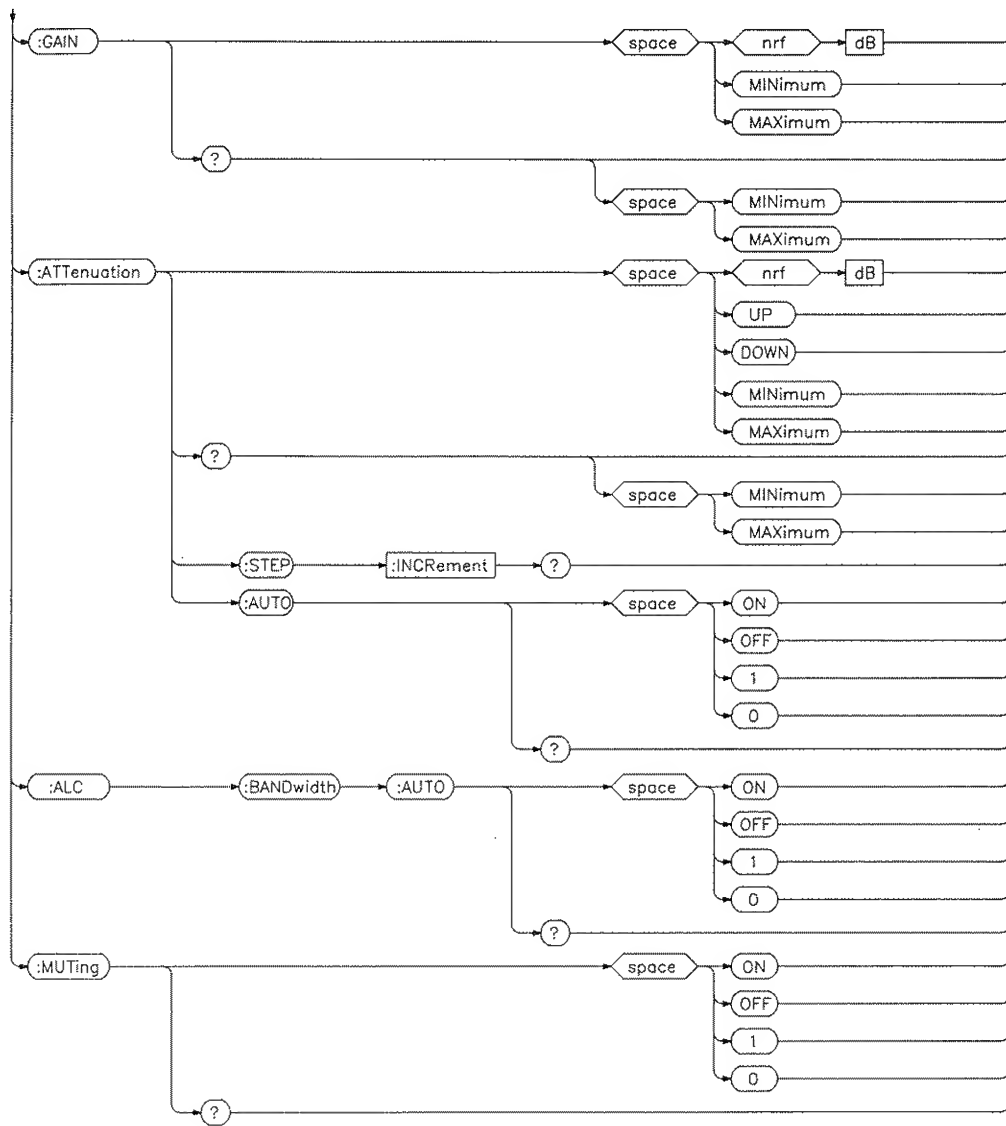 :GAIN space nrf dB
MINimum
MAXimum
?
space MINimum
MAXimum
:ATTenuation space nrf dB
UP
DOWN
MINimum
MAXimum
?
space MINimum
MAXimum
:STEP :INCRement ?
:AUTO space ON
OFF
1
0
?
:ALC :BANDwidth :AUTO space ON
OFF
1
0
?
:MUTing space ON
OFF
1
0
?